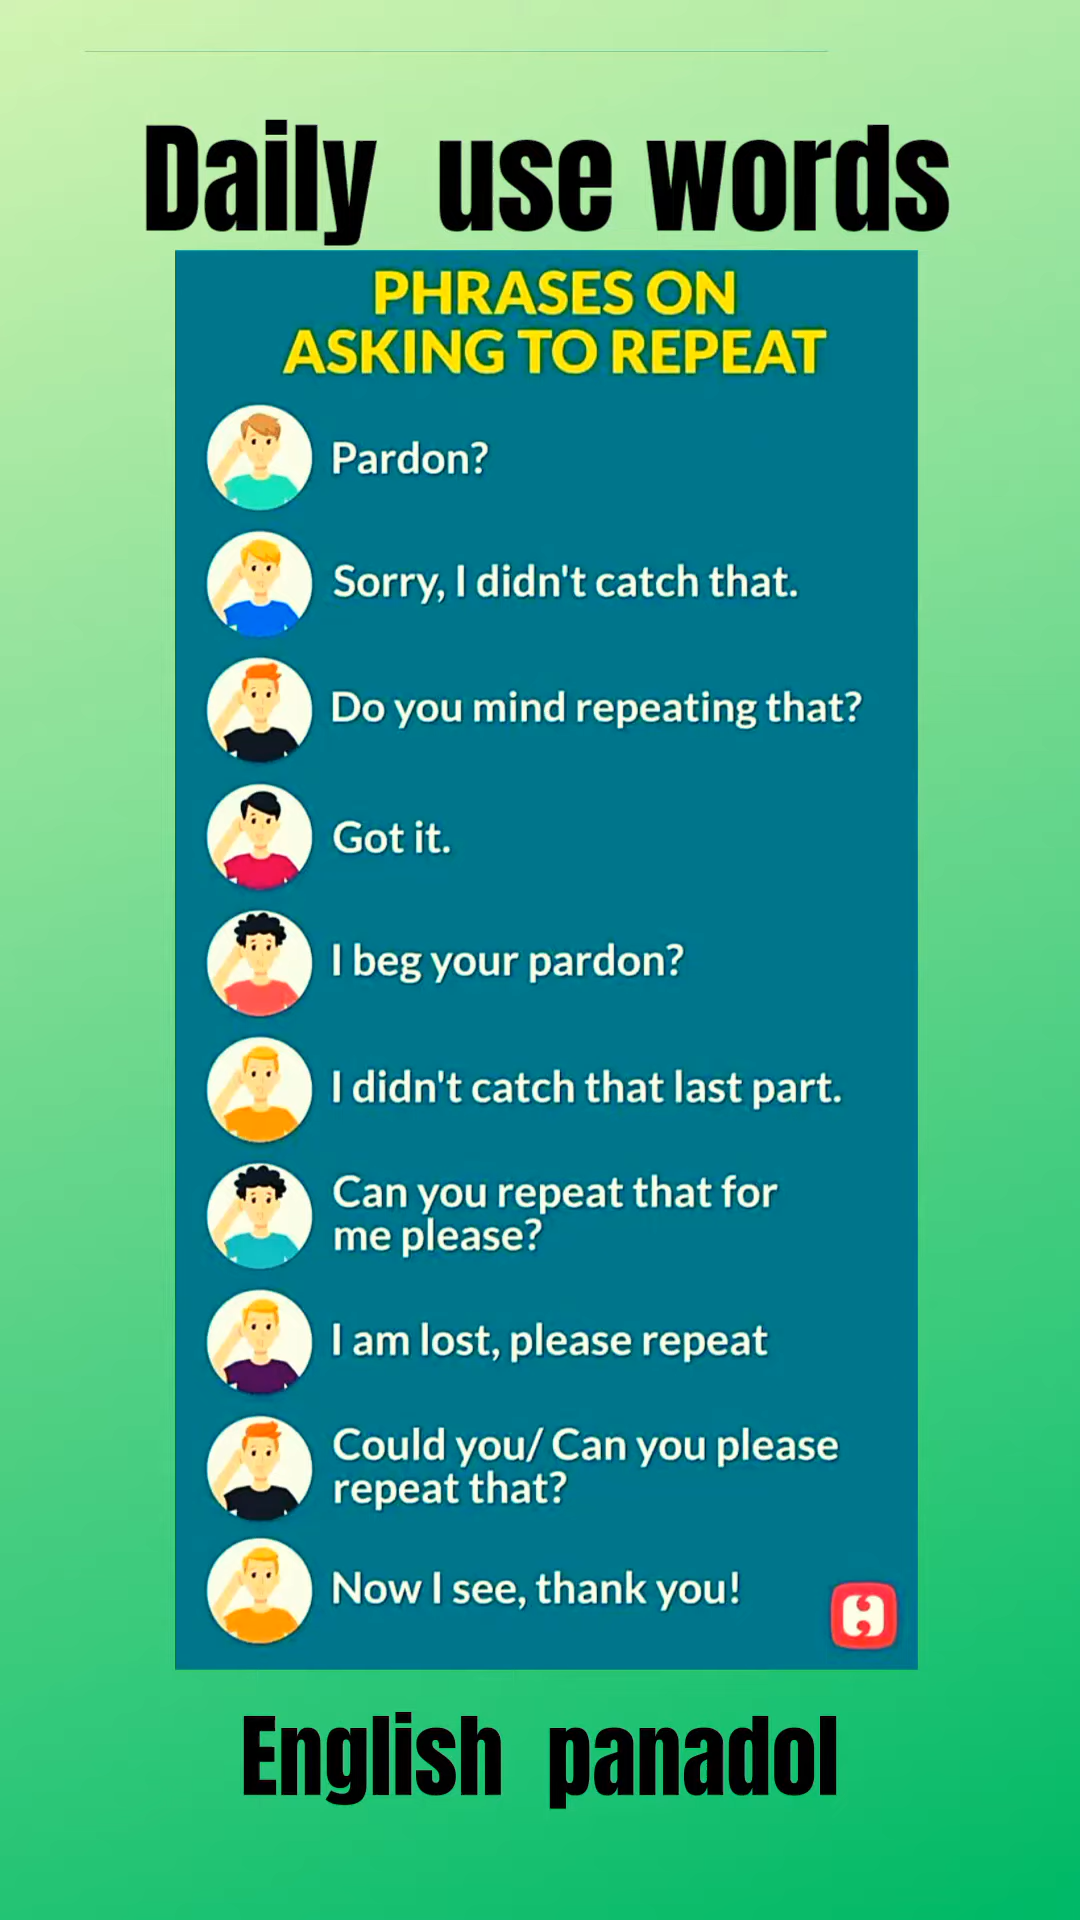 Daily use words
PHRASES ON
ASKING TO REPEAT
Pardon?
Sorry, I didn't catch that.
Do you mind repeating that?
Got it.
I beg your pardon?
I didn't catch that last part.
Can you repeat that for
me please?
I am lost, please repeat
Could you/ Can you please
repeat that?
Now I see, thank you!
English panadol